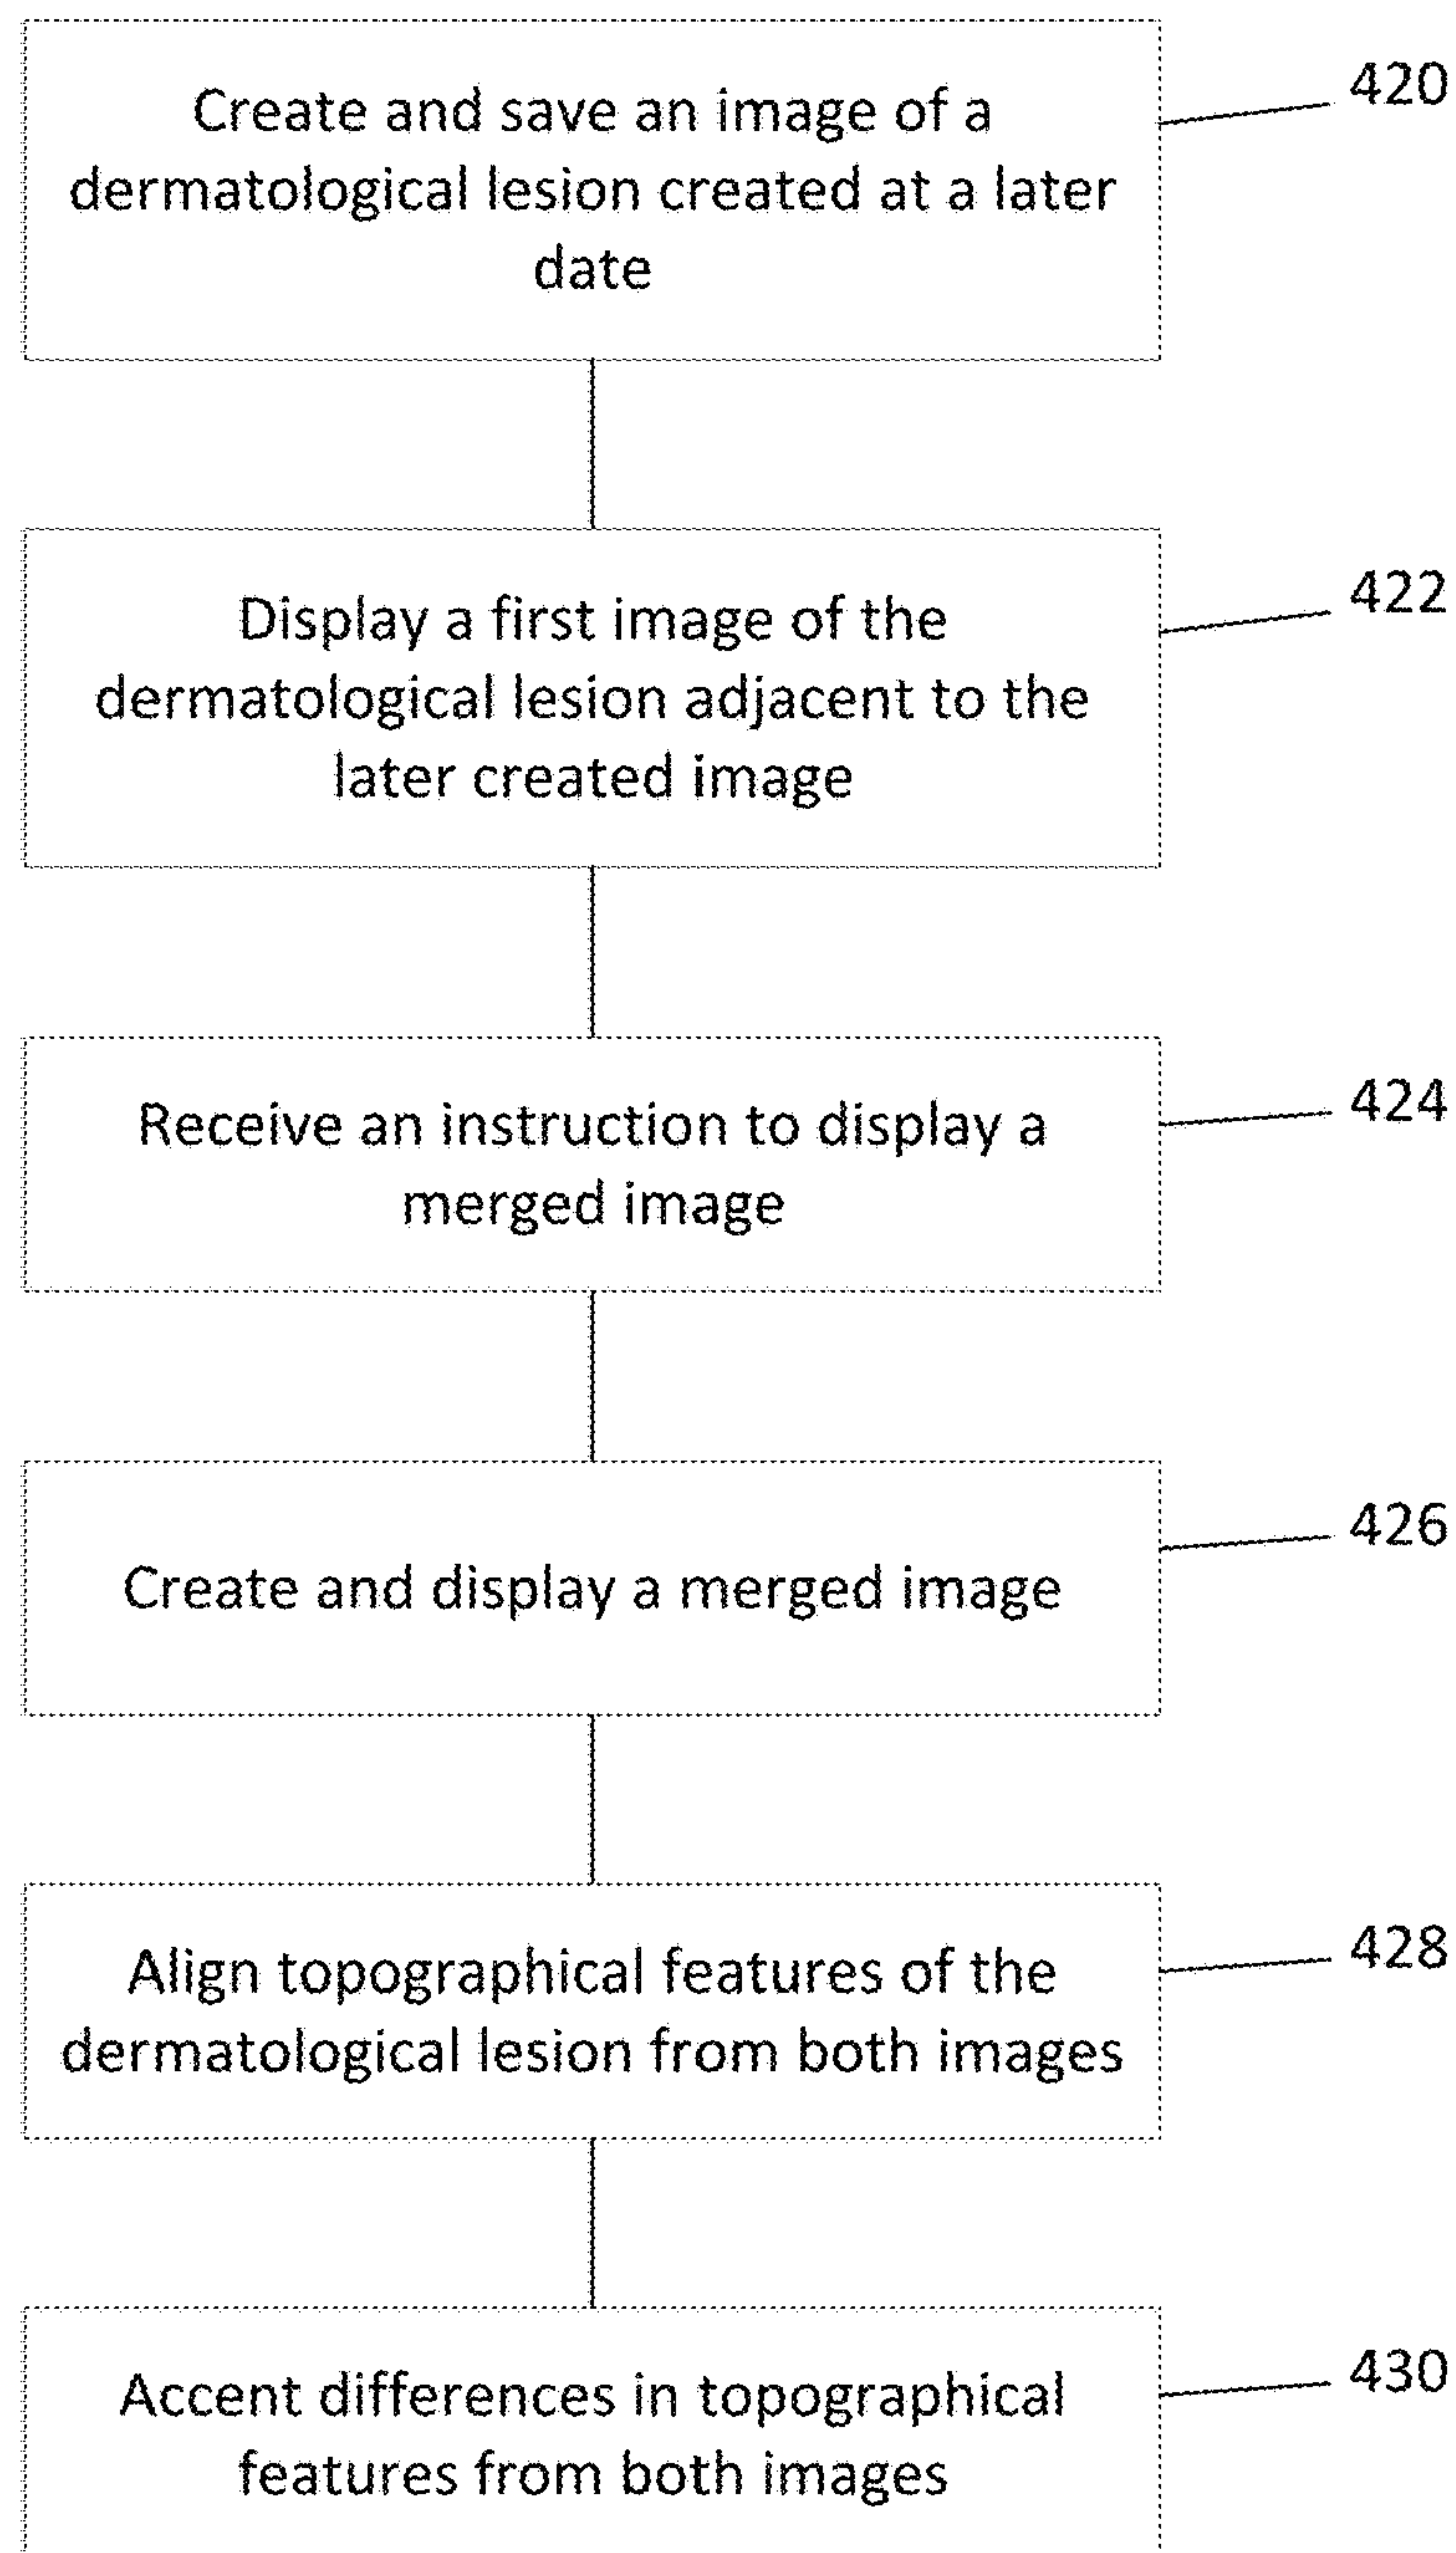 Create and save an image of a
dermatological lesion created at a later
date
420
Display a first image of the
dermatological lesion adjacent to the
later created image
422
Receive an instruction to display a
merged image
424
Create and display a merged image
426
Align topographical features of the
dermatological lesion from both images
428
Accent differences in topographical
features from both images
430